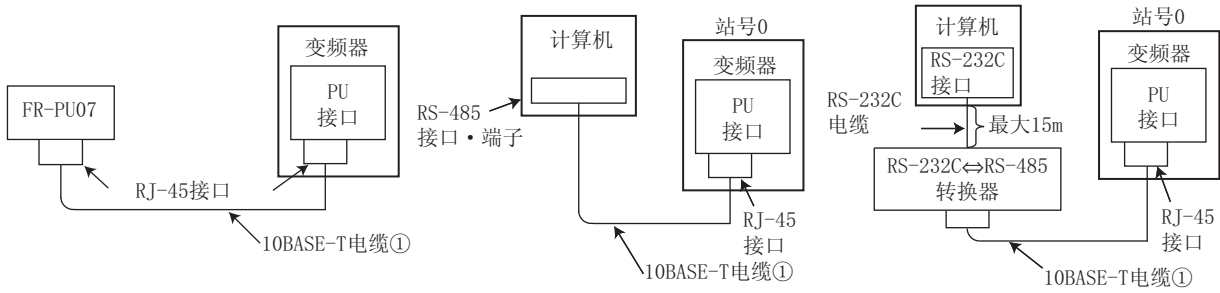 变频器
PU
接口
FR-PU07
RJ-45接口
10BASE-T电缆①
计算机
站号0
变频器
PU
接口
RS-485
接口·端子
RJ-45
接口
10BASE-T电缆①
计算机
RS-232C
接口
站号0
变频器
PU
接口
RS-232C
电缆
最大15m
RS-232C⇔RS-485
转换器
RJ-45
接口
10BASE-T电缆①